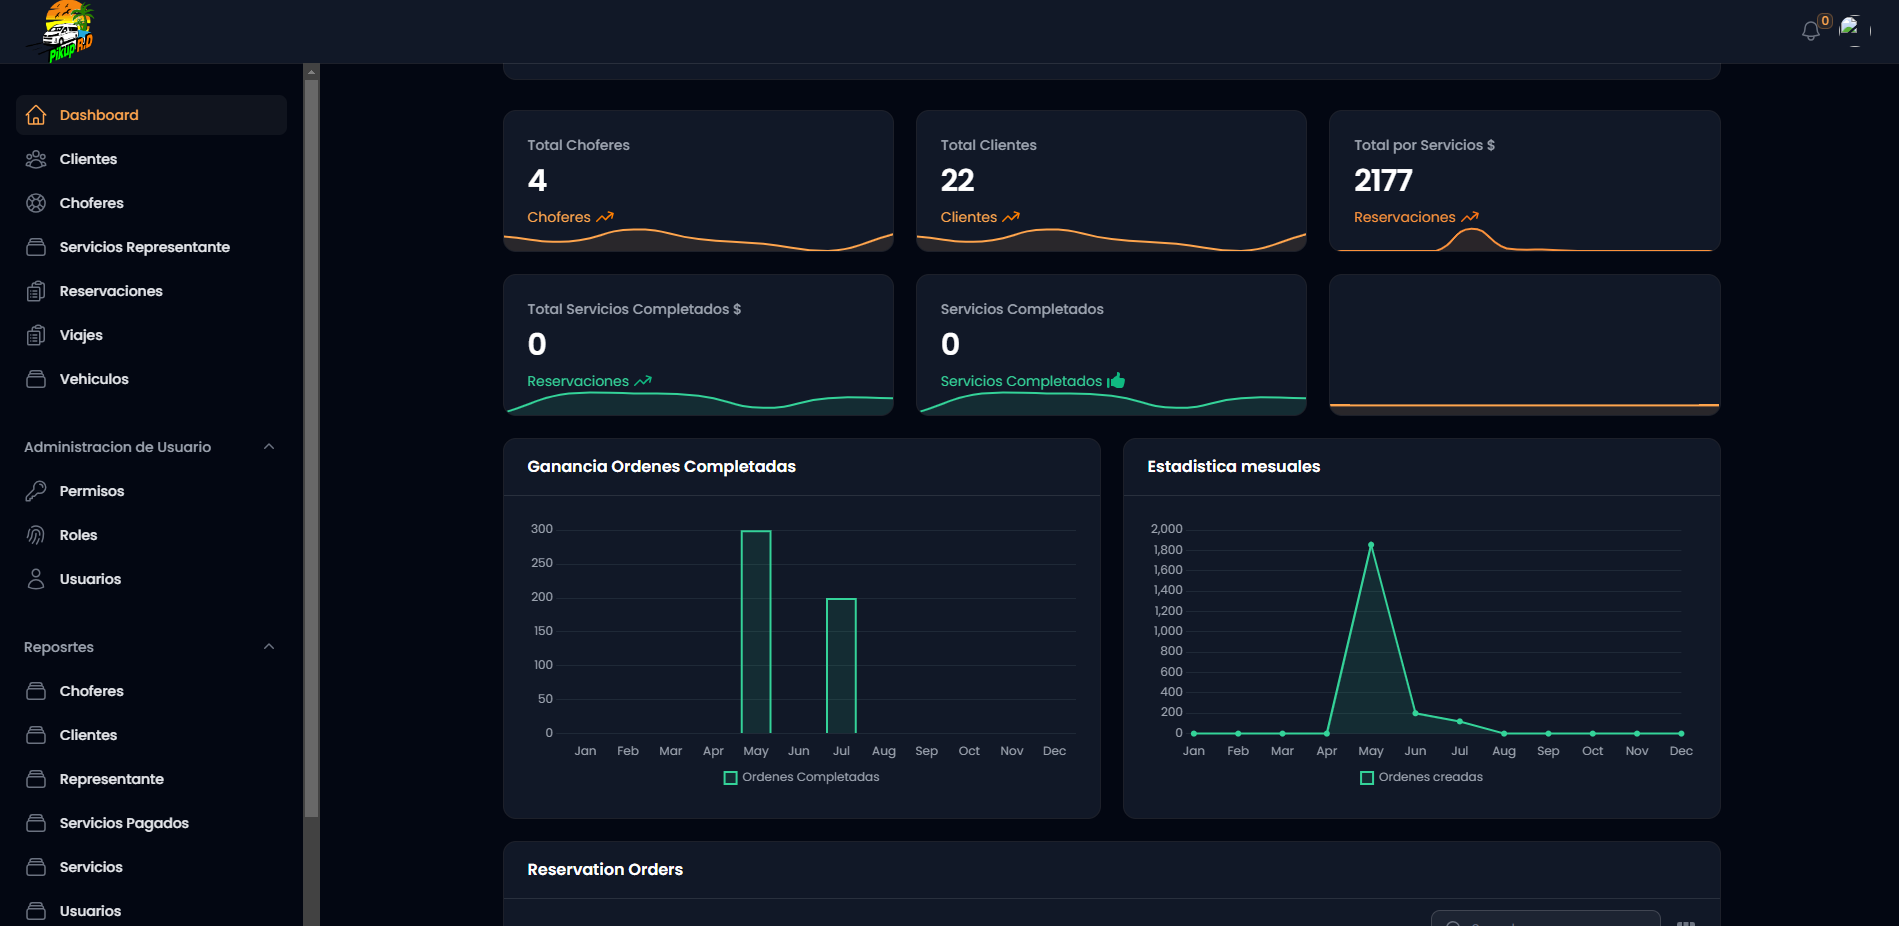 PikUp R.D
0
Dashboard
Clientes
Choferes
Servicios Representante
Reservaciones
Viajes
Vehiculos
Administracion de Usuario
Permisos
Roles
Usuarios
Reposrtes
Choferes
Clientes
Representante
Servicios Pagados
Servicios
Usuarios
Total Choferes
4
Choferes
Total Clientes
22
Clientes
Total por Servicios $
2177
Reservaciones
Total Servicios Completados $
0
Reservaciones
Servicios Completados
0
Servicios Completados
Ganancia Ordenes Completadas
300
250
200
150
100
50
0
Jan Feb Mar Apr May Jun Jul Aug Sep Oct Nov Dec
Ordenes Completadas
Estadistica mesuales
2,000
1,800
1,600
1,400
1,200
1,000
800
600
400
200
0
Jan Feb Mar Apr May Jun Jul Aug Sep Oct Nov Dec
Ordenes creadas
Reservation Orders